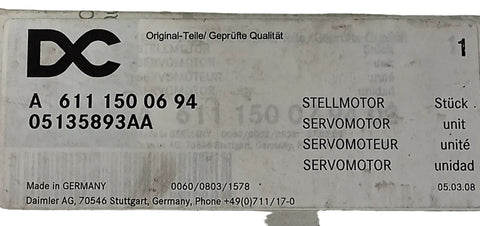 DC Original-Teile/ Geprüfte Qualität
1
A 611 150 06 94 STELLMOTOR Stück
05135893AA SERVOMOTOR unit
SERVOMOTEUR unité
SERVOMOTOR unidad
Made in GERMANY 0060/0803/1578 05.03.08
Daimler AG, 70546 Stuttgart, Germany, Phone +49(0)711/17-0